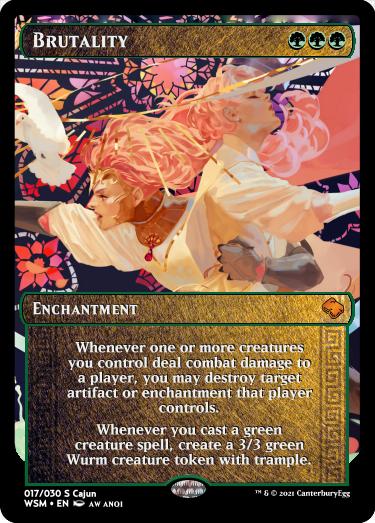 Brutality
Enchantment
Whenever one or more creatures
you control deal combat damage to
a player, you may destroy target
artifact or enchantment that player
controls.
Whenever you cast a green
creature spell, create a 3/3 green
Wurm creature token with trample.
017/030 S Cajun
WSM • EN AW ANOI
™ & © 2021 CanterburyEgg